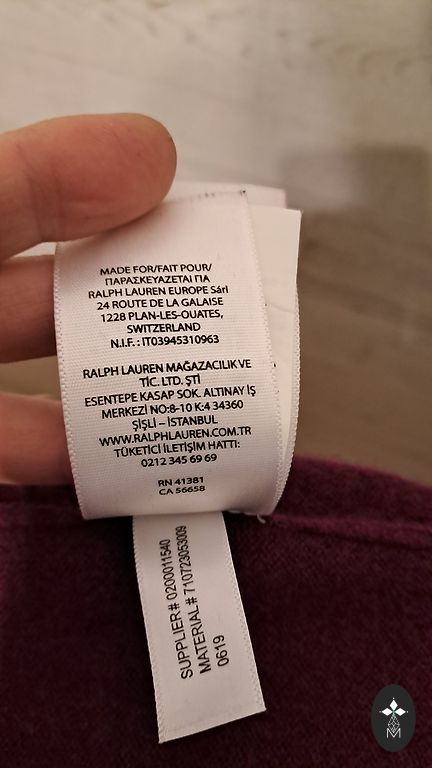 MADE FOR/FAIT POUR/
ΠΑΡΑΣΚΕΥΑΖΕΤΑΙ ΓΙΑ
RALPH LAUREN EUROPE Sárl
24 ROUTE DE LA GALAISE
1228 PLAN-LES-OUATES,
SWITZERLAND
N.I.F. : IT03945310963
RALPH LAUREN MAĞAZACILIK VE
TİC. LTD. ŞTİ
ESENTEPE KASAP SOK. ALTINAY İŞ
MERKEZİ NO:8-10 K:4 34360
ŞİŞLİ – İSTANBUL
WWW.RALPHLAUREN.COM.TR
TÜKETİCİ İLETİŞİM HATTI:
0212 345 69 69
RN 41381
CA 56658
SUPPLIER# 0200011540
MATERIAL# 710723053009
0619
M